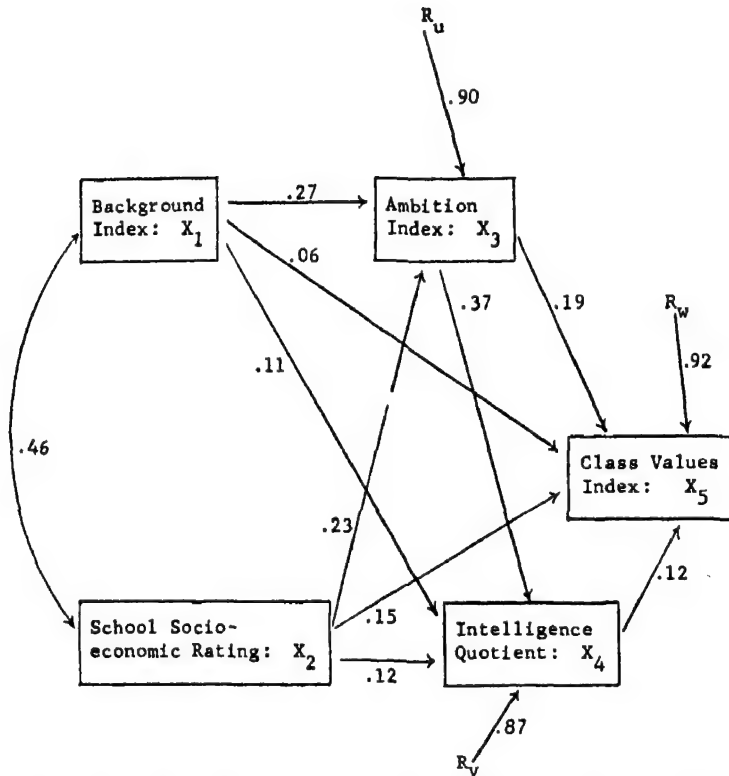 R_u
.90
Background
Index: X_1
.27
Ambition
Index: X_3
.06
.37
.19
R_w
.92
.11
.46
Class Values
Index: X_5
.23
.12
School Socio-
economic Rating: X_2
.15
.12
Intelligence
Quotient: X_4
.87
R_v